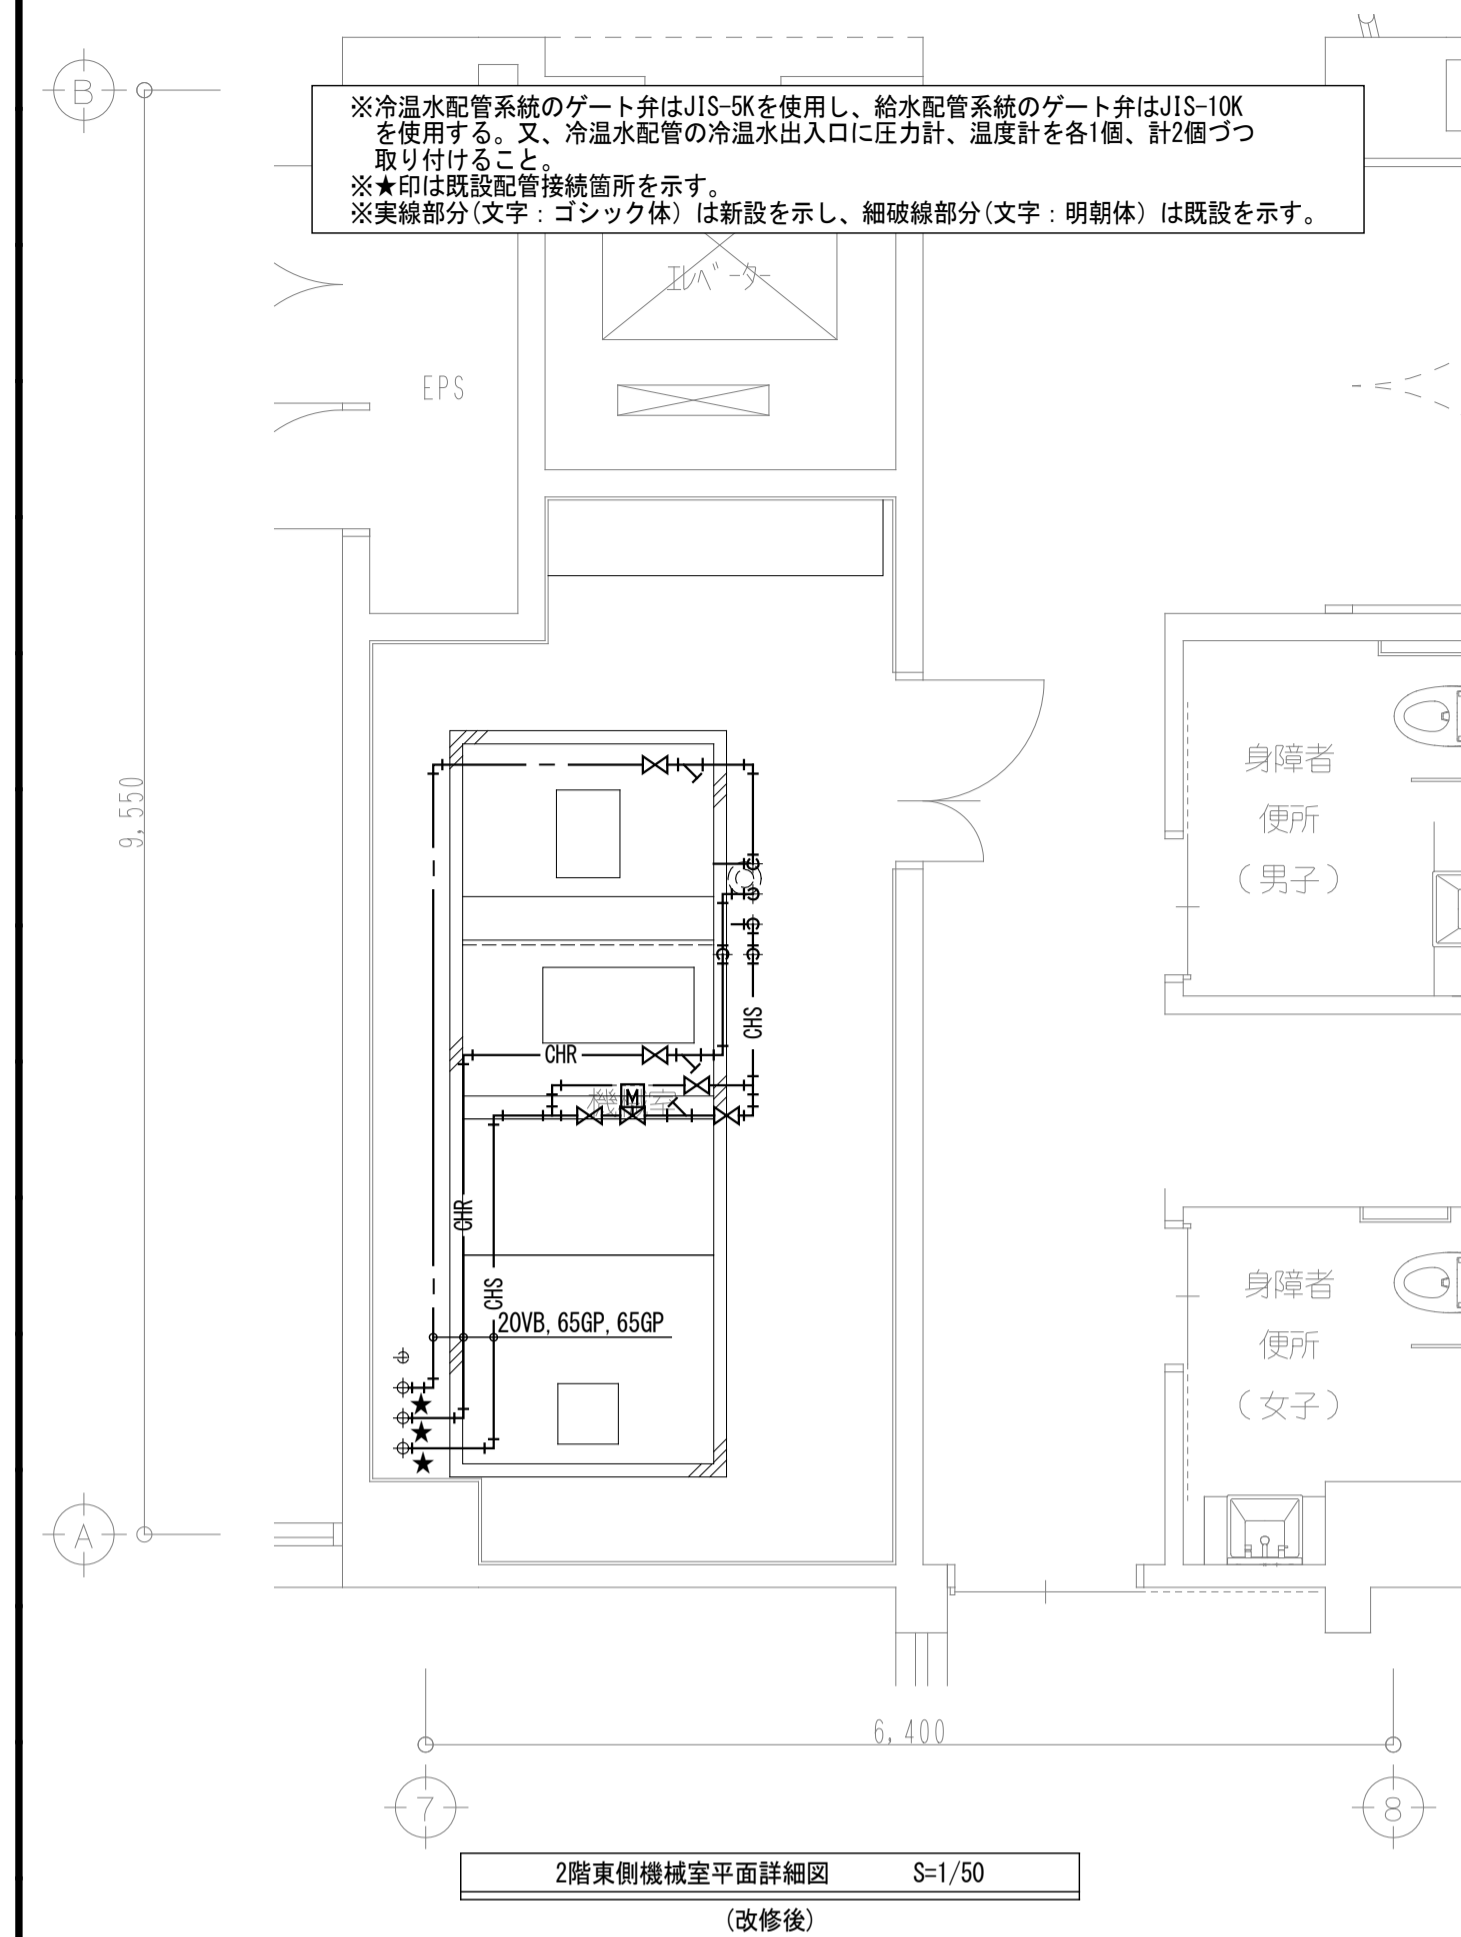 B
※冷温水配管系統のゲート弁はJIS-5Kを使用し、給水配管系統のゲート弁はJIS-10K
を使用する。又、冷温水配管の冷温水出入口に圧力計、温度計を各1個、計2個づつ
取り付けること。
※★印は既設配管接続箇所を示す。
※実線部分(文字：ゴシック体）は新設を示し、細破線部分(文字：明朝体）は既設を示す。
エレベーター
EPS
9,550
身障者
便所
（男子）
CHS
CHR
機械室
M
CHR
CHS
20VB, 65GP, 65GP
★
★
★
身障者
便所
（女子）
A
6,400
7
8
2階東側機械室平面詳細図 S=1/50
(改修後)